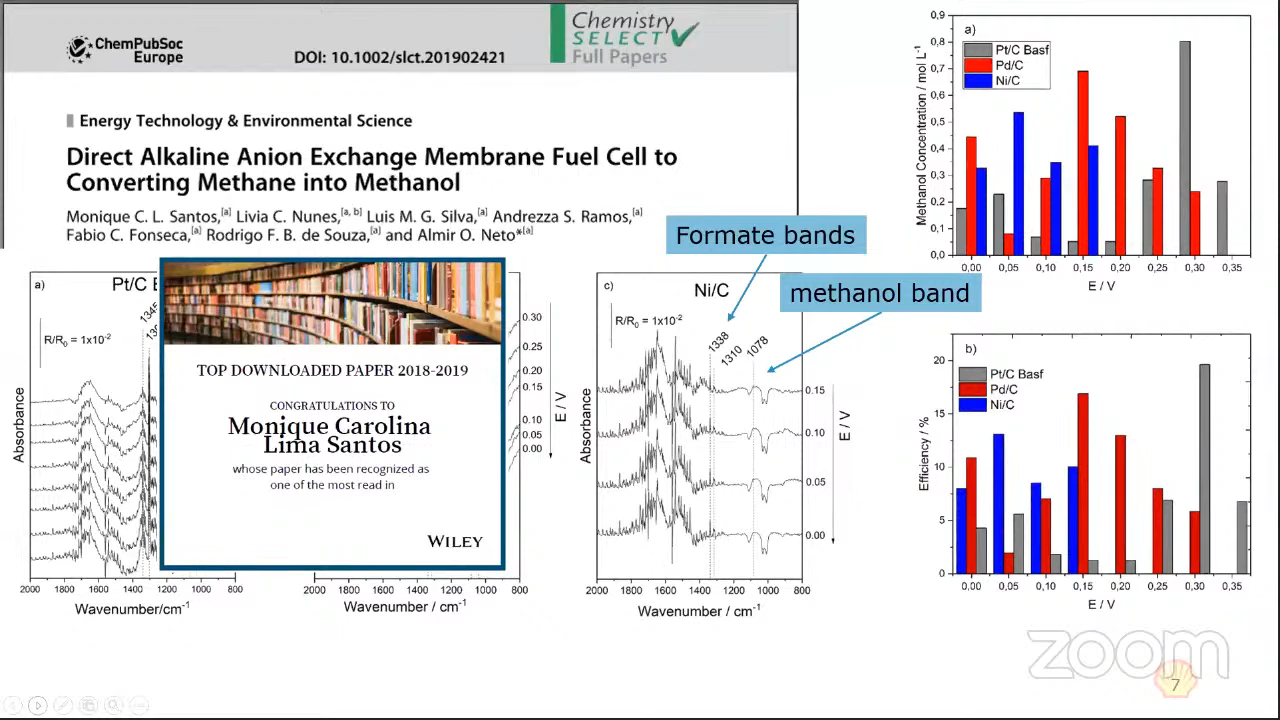 ChemPubSoc
Europe
DOI: 10.1002/slct.201902421
Chemistry
SELECT
Full Papers
Energy Technology & Environmental Science
Direct Alkaline Anion Exchange Membrane Fuel Cell to
Converting Methane into Methanol
Monique C. L. Santos,[a] Livia C. Nunes,[a, b] Luis M. G. Silva,[a] Andrezza S. Ramos,[a]
Fabio C. Fonseca,[a] Rodrigo F. B. de Souza,[a] and Almir O. Neto*[a]
Formate bands
methanol band
a)
Pt/C
R/R0 = 1x10-2
Absorbance
2000 1800 1600 1400 1200 1000 800
Wavenumber/cm-1
TOP DOWNLOADED PAPER 2018-2019
CONGRATULATIONS TO
Monique Carolina
Lima Santos
whose paper has been recognized as
one of the most read in
WILEY
0.30
0.25
0.20
0.15
0.10
0.05
0.00
E / V
2000 1800 1600 1400 1200 1000 800
Wavenumber / cm-1
c)
Ni/C
R/R0 = 1x10-2
1338
1310
1078
0.15
0.10
0.05
0.00
E / V
Absorbance
2000 1800 1600 1400 1200 1000 800
Wavenumber / cm-1
a)
Pt/C Basf
Pd/C
Ni/C
Methanol Concentration / mol L-1
0,9
0,8
0,7
0,6
0,5
0,4
0,3
0,2
0,1
0,0
0,00 0,05 0,10 0,15 0,20 0,25 0,30 0,35
E / V
b)
Pt/C Basf
Pd/C
Ni/C
Efficiency / %
20
15
10
5
0
0,00 0,05 0,10 0,15 0,20 0,25 0,30 0,35
E / V
zoom
7